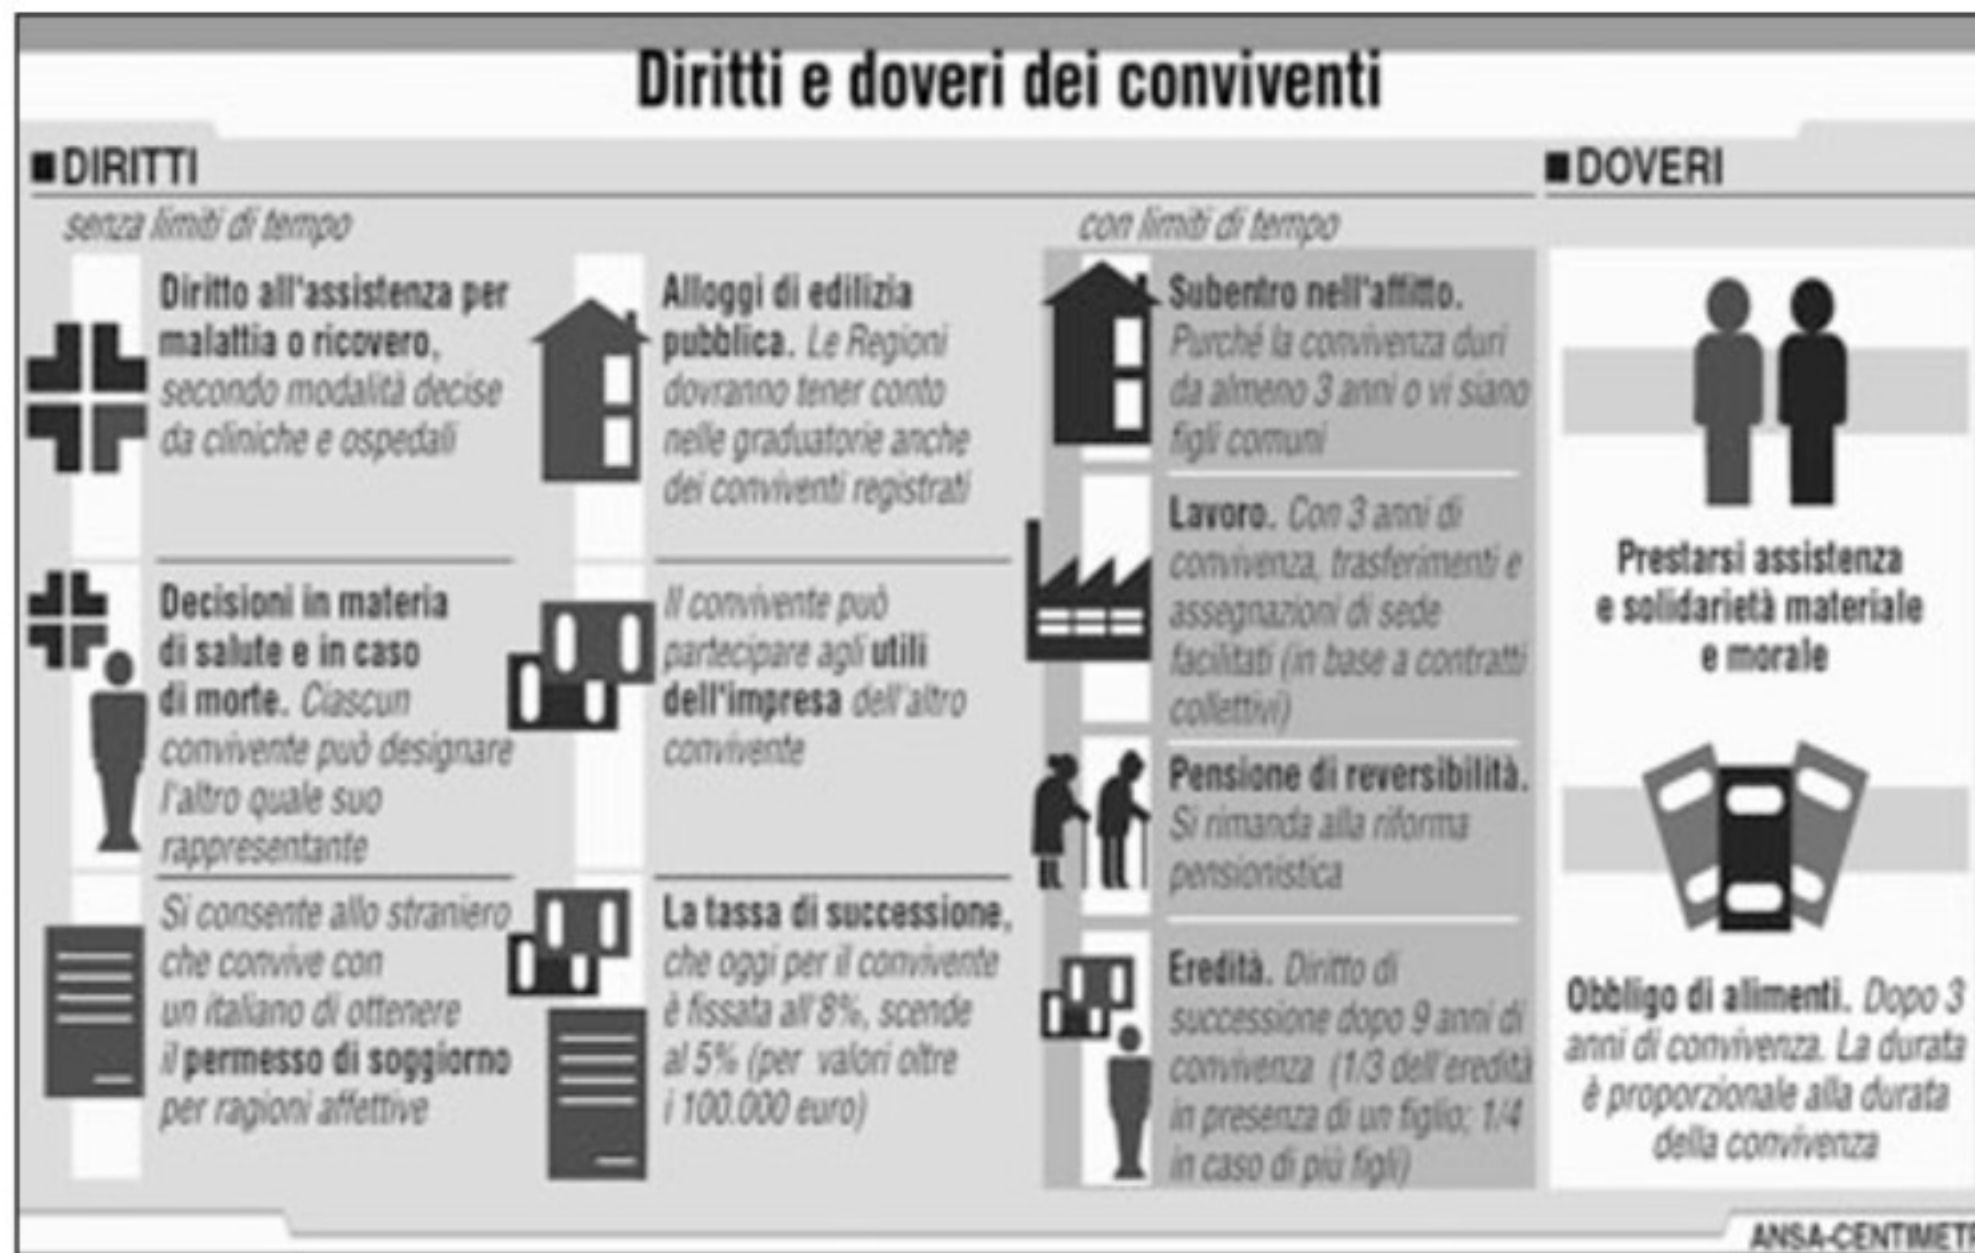 Diritti e doveri dei conviventi
DIRITTI
senza limiti di tempo
Diritto all'assistenza per
malattia o ricovero,
secondo modalità decise
da cliniche e ospedali
Decisioni in materia
di salute e in caso
di morte. Ciascun
convivente può designare
l'altro quale suo
rappresentante
Si consente allo straniero
che convive con
un italiano di ottenere
il permesso di soggiorno
per ragioni affettive
Alloggi di edilizia
pubblica. Le Regioni
dovranno tener conto
nelle graduatorie anche
dei conviventi registrati
Il convivente può
partecipare agli utili
dell'impresa dell'altro
convivente
La tassa di successione,
che oggi per il convivente
è fissata all'8%, scende
al 5% (per valori oltre
i 100.000 euro)
con limiti di tempo
Subentro nell'affitto.
Purché la convivenza duri
da almeno 3 anni o vi siano
figli comuni
Lavoro. Con 3 anni di
convivenza, trasferimenti e
assegnazioni di sede
facilitati (in base a contratti
collettivi)
Pensione di reversibilità.
Si rimanda alla riforma
pensionistica
Eredità. Diritto di
successione dopo 9 anni di
convivenza (1/3 dell'eredità
in presenza di un figlio; 1/4
in caso di più figli)
DOVERI
Prestarsi assistenza
e solidarietà materiale
e morale
Obbligo di alimenti. Dopo 3
anni di convivenza. La durata
è proporzionale alla durata
della convivenza
ANSA-CENTIMETR